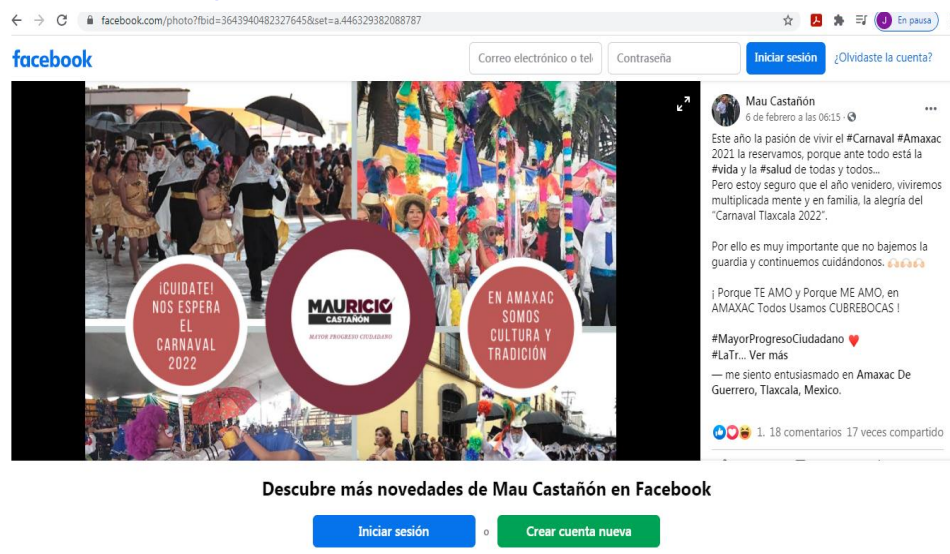 facebook.com/photo?fbid=3643940482327645&set=a.446329382088787
J En pausa
facebook
Correo electrónico o telé
Contraseña
Iniciar sesión
¿Olvidaste la cuenta?
Mau Castañón
6 de febrero a las 06:15
Este año la pasión de vivir el #Carnaval #Amaxac
2021 la reservamos, porque ante todo está la
#vida y la #salud de todas y todos...
Pero estoy seguro que el año venidero, viviremos
multiplicada mente y en familia, la alegría del
"Carnaval Tlaxcala 2022".
Por ello es muy importante que no bajemos la
guardia y continuemos cuidándonos.
¡ Porque TE AMO y Porque ME AMO, en
AMAXAC Todos Usamos CUBREBOCAS !
#MayorProgresoCiudadano
#LaTr... Ver más
— me siento entusiasmado en Amaxac De
Guerrero, Tlaxcala, Mexico.
1. 18 comentarios 17 veces compartido
¡CUIDATE!
NOS ESPERA
EL
CARNAVAL
2022
MAURICIO
CASTAÑÓN
MAYOR PROGRESO CIUDADANO
EN AMAXAC
SOMOS
CULTURA Y
TRADICIÓN
Descubre más novedades de Mau Castañón en Facebook
Iniciar sesión
o
Crear cuenta nueva